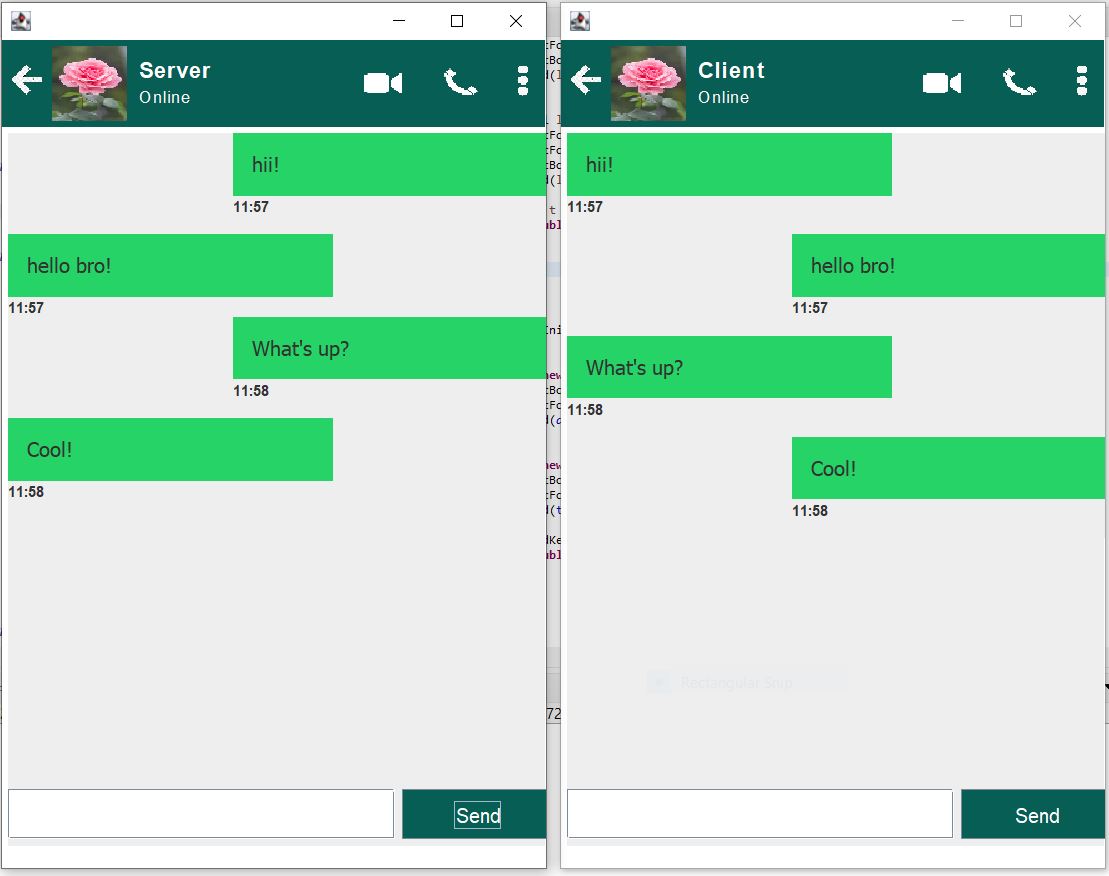 Server
Online
hii!
11:57
hello bro!
11:57
What's up?
11:58
Cool!
11:58
Send
Client
Online
hii!
11:57
hello bro!
11:57
What's up?
11:58
Cool!
11:58
Rectangular Snip
Send
72